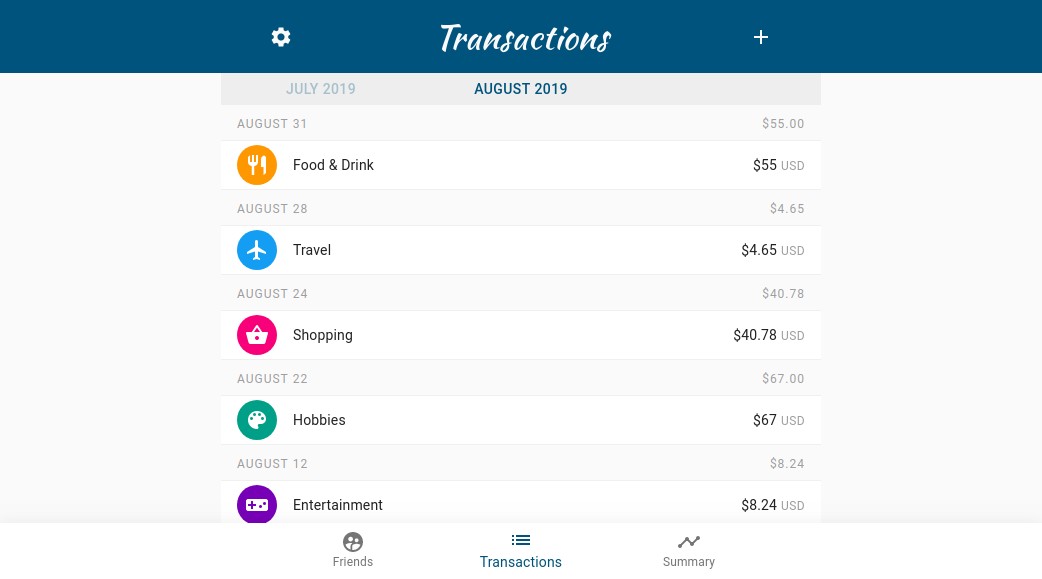 Transactions
JULY 2019 AUGUST 2019
AUGUST 31 $55.00
Food & Drink $55 USD
AUGUST 28 $4.65
Travel $4.65 USD
AUGUST 24 $40.78
Shopping $40.78 USD
AUGUST 22 $67.00
Hobbies $67 USD
AUGUST 12 $8.24
Entertainment $8.24 USD
Friends Transactions Summary